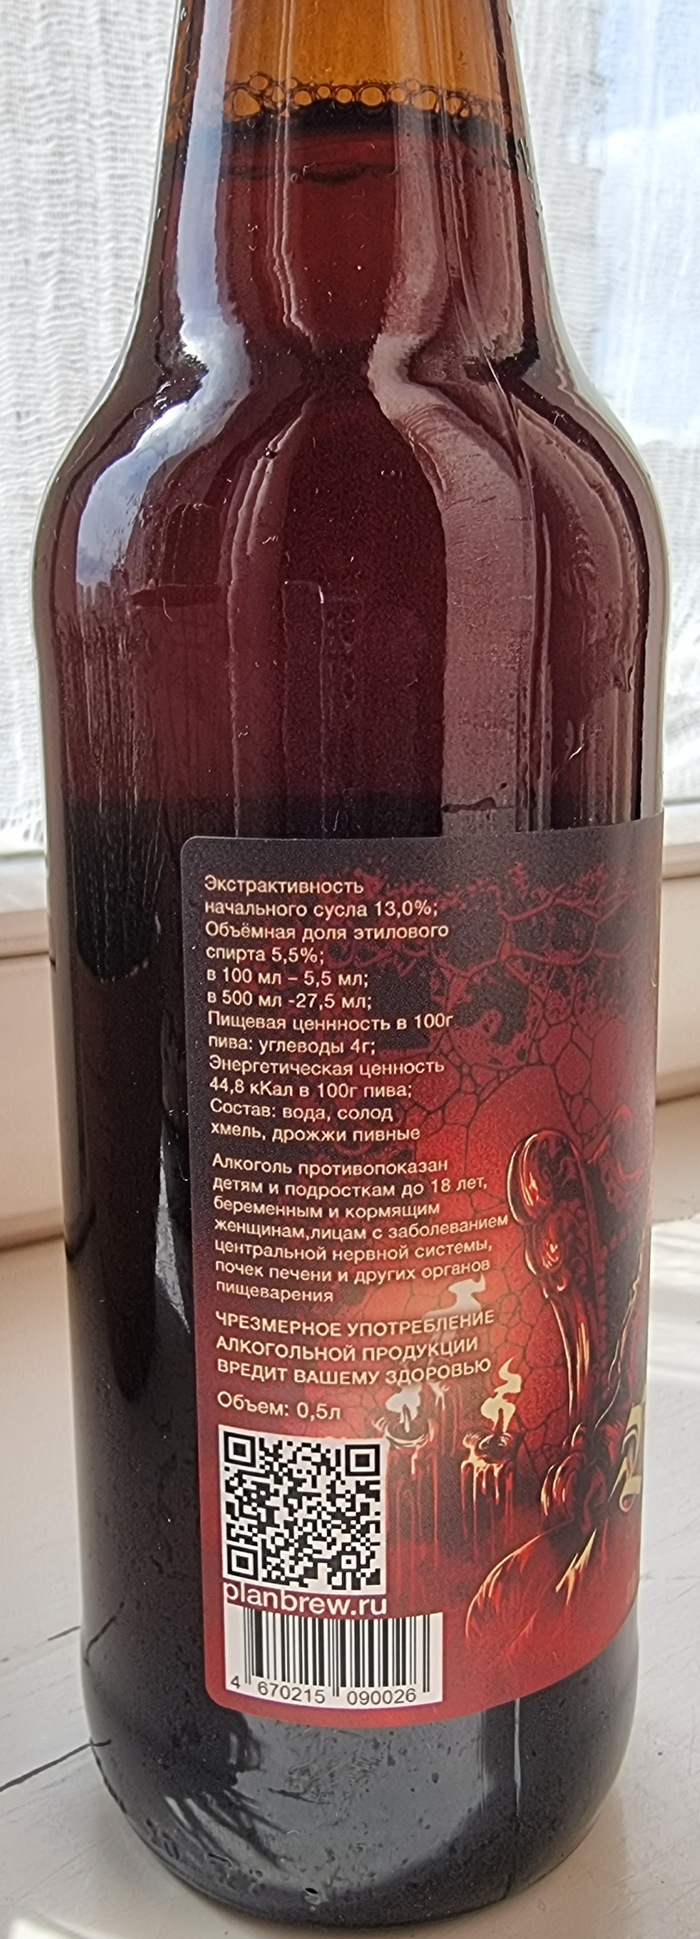 Экстрактивность
начального сусла 13,0%;
Объёмная доля этилового
спирта 5,5%;
в 100 мл – 5,5 мл;
в 500 мл -27,5 мл;
Пищевая ценнность в 100г
пива: углеводы 4г;
Энергетическая ценность
44,8 кКал в 100г пива;
Состав: вода, солод
хмель, дрожжи пивные
Алкоголь противопоказан
детям и подросткам до 18 лет,
беременным и кормящим
женщинам,лицам с заболеванием
центральной нервной системы,
почек печени и других органов
пищеварения
ЧРЕЗМЕРНОЕ УПОТРЕБЛЕНИЕ
АЛКОГОЛЬНОЙ ПРОДУКЦИИ
ВРЕДИТ ВАШЕМУ ЗДОРОВЬЮ
Объем: 0,5л
planbrew.ru
4 670215 090026